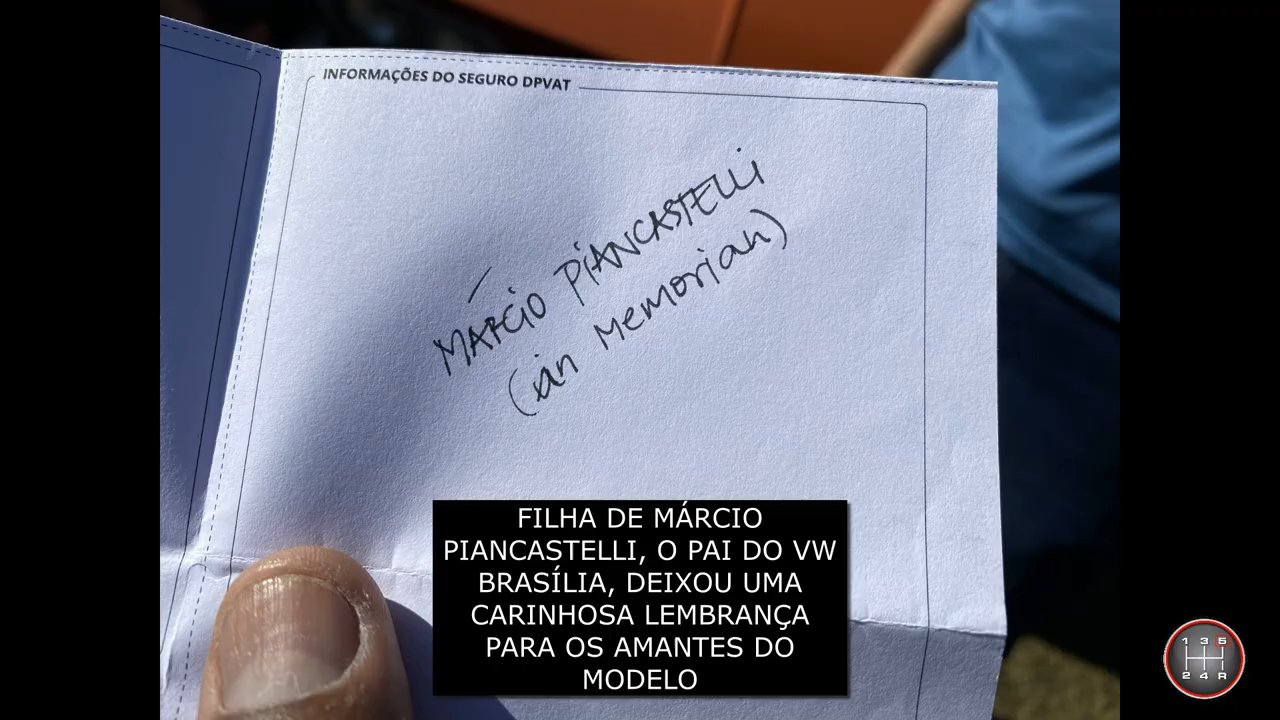 INFORMAÇÕES DO SEGURO DPVAT
MÁRCIO PIANCASTELLI
(in Memorian)
FILHA DE MÁRCIO
PIANCASTELLI, O PAI DO VW
BRASÍLIA, DEIXOU UMA
CARINHOSA LEMBRANÇA
PARA OS AMANTES DO
MODELO
1 3 5
2 4 R